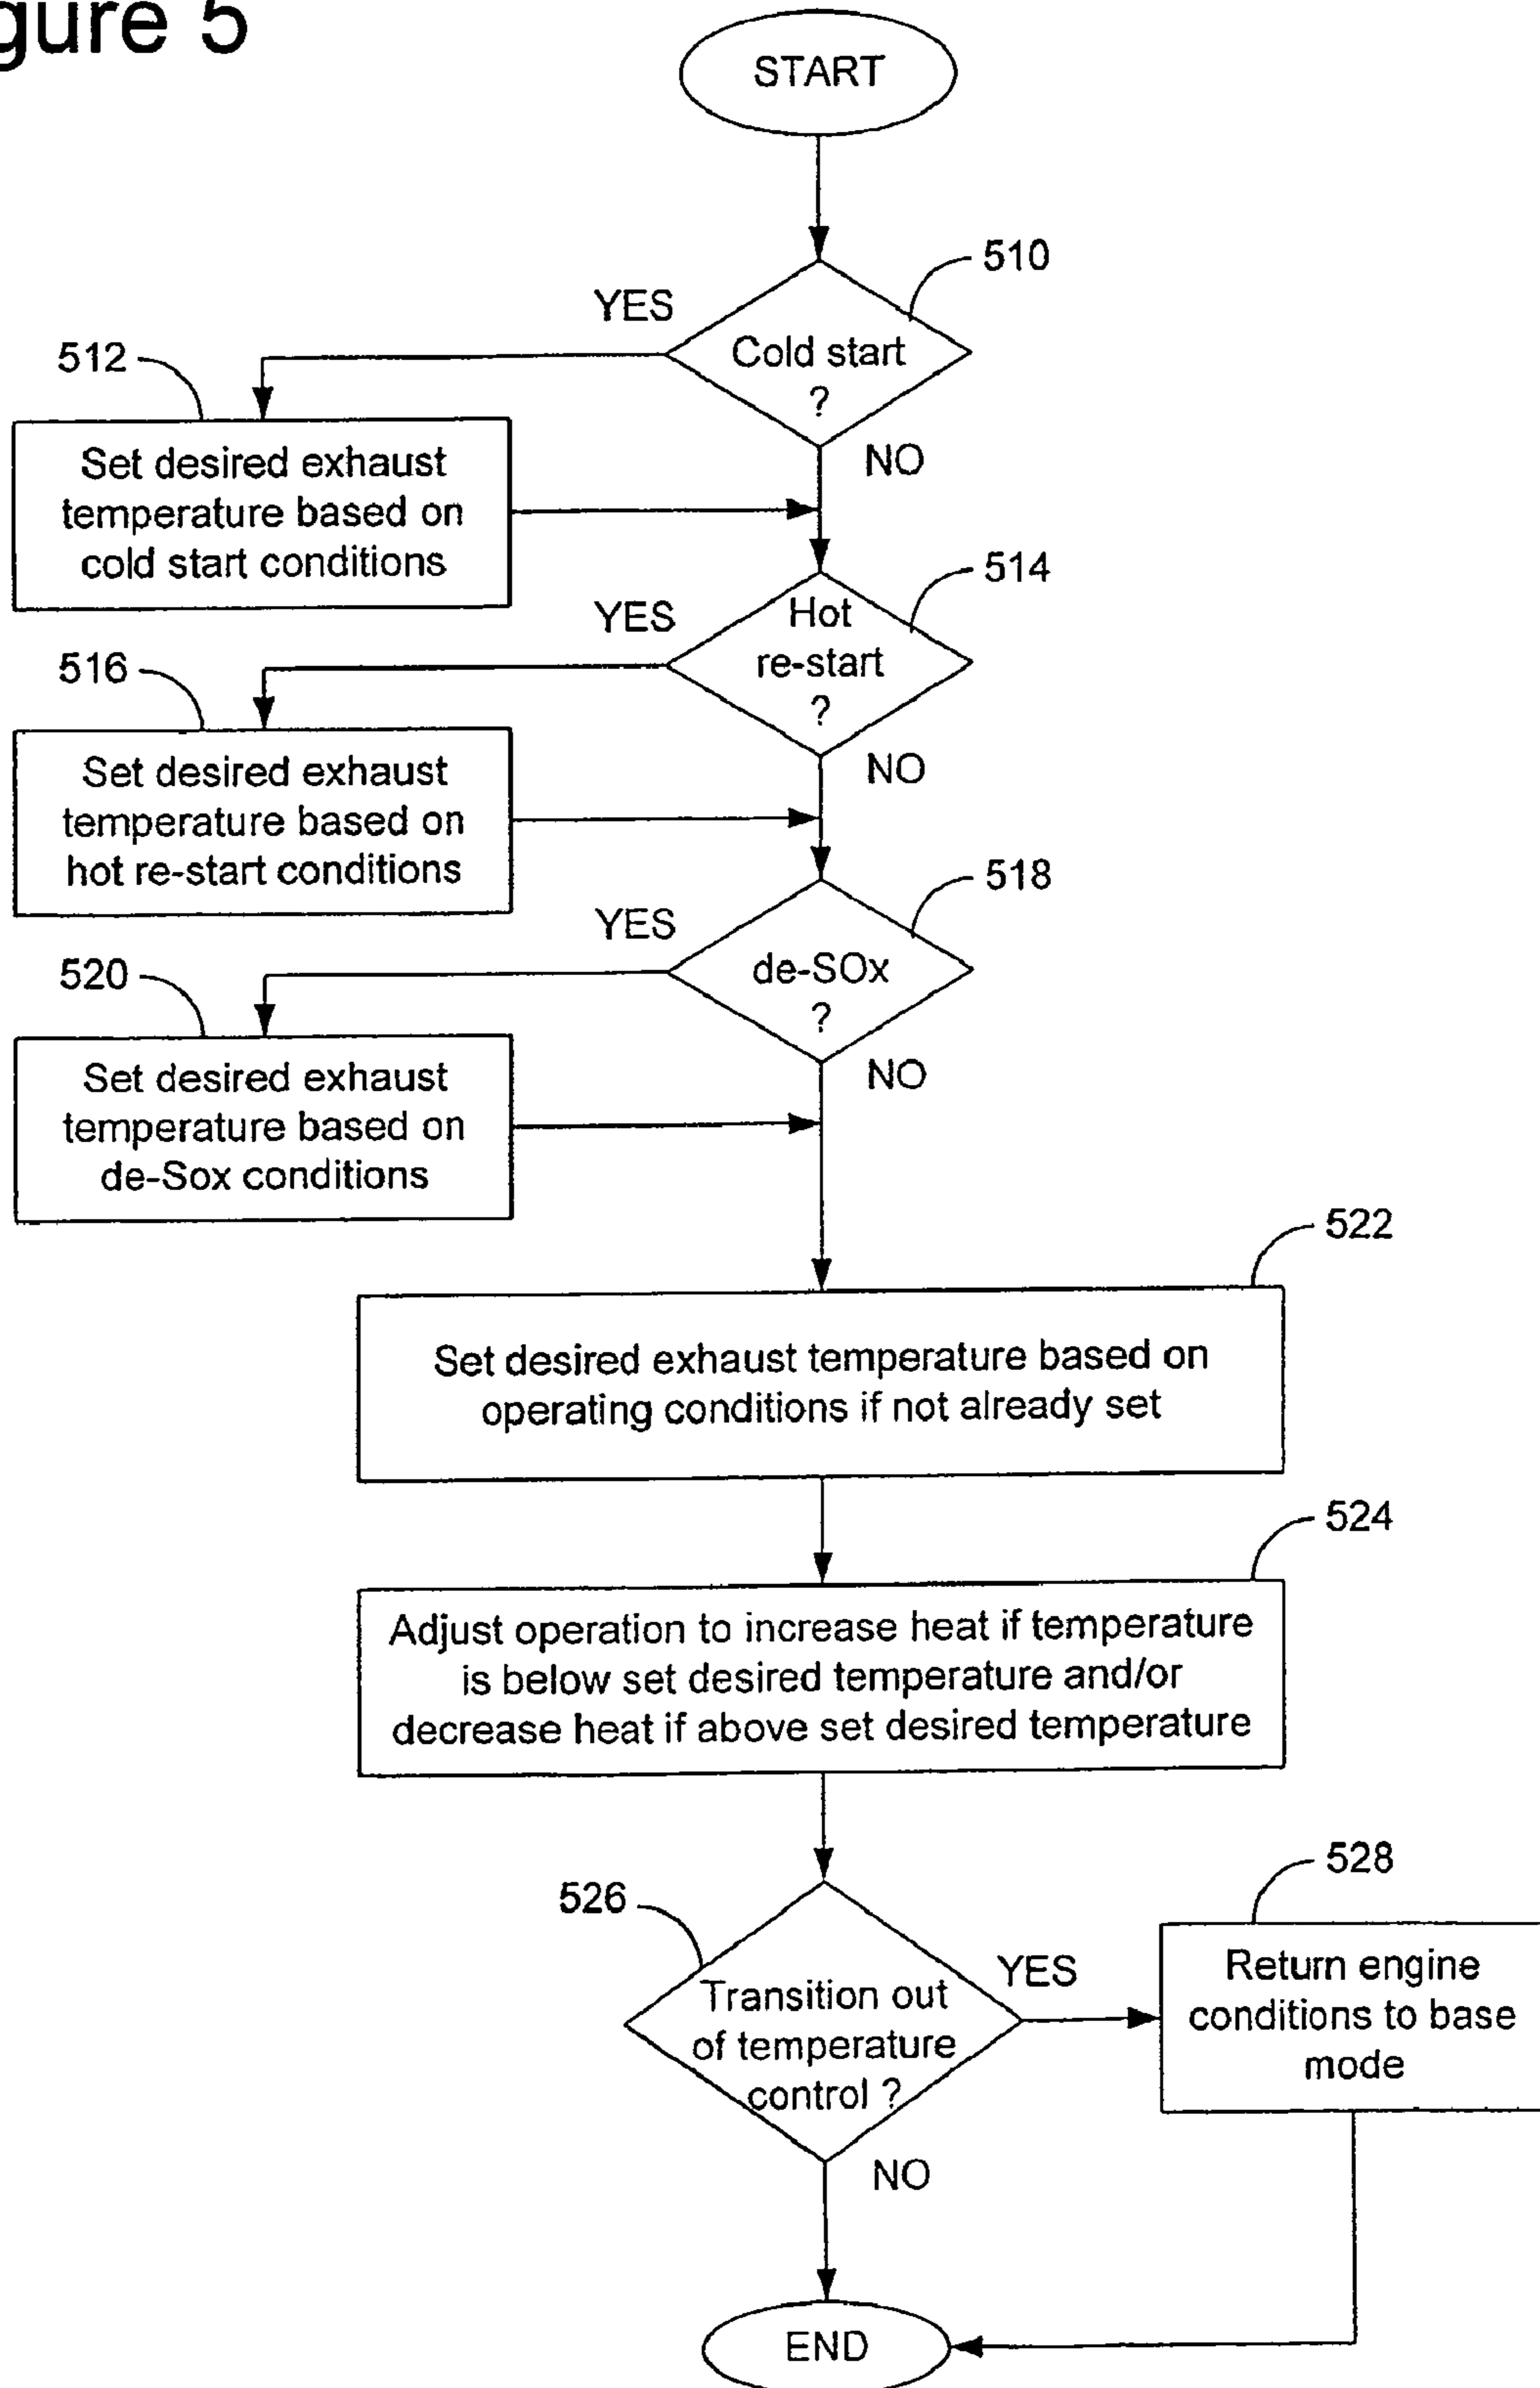 gure 5
START
510
YES
Cold start
?
512
NO
Set desired exhaust
temperature based on
cold start conditions
514
YES
Hot
re-start
?
516
NO
Set desired exhaust
temperature based on
hot re-start conditions
518
YES
de-SOx
?
520
NO
Set desired exhaust
temperature based on
de-Sox conditions
522
Set desired exhaust temperature based on
operating conditions if not already set
524
Adjust operation to increase heat if temperature
is below set desired temperature and/or
decrease heat if above set desired temperature
526
Transition out
of temperature
control ?
YES
528
Return engine
conditions to base
mode
NO
END